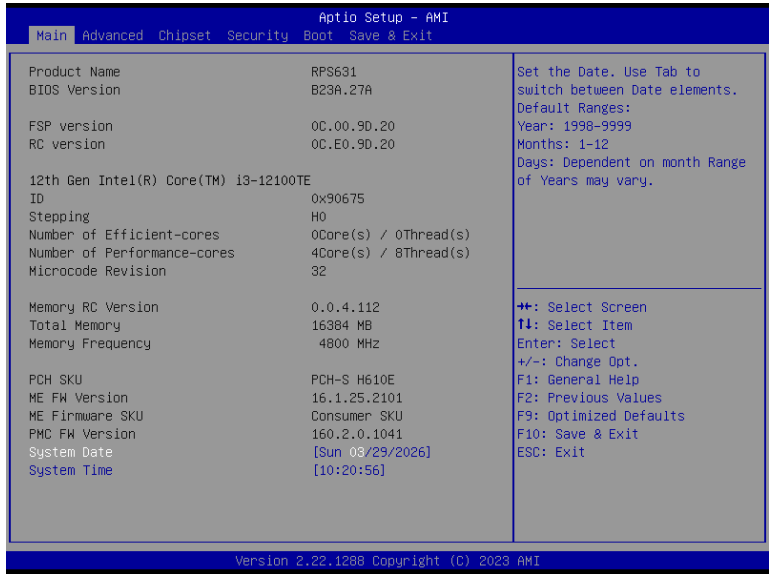 Aptio Setup – AMI
Main Advanced Chipset Security Boot Save & Exit
Product Name RPS631
BIOS Version B23A.27A
FSP version 0C.00.9D.20
RC version 0C.E0.9D.20
12th Gen Intel(R) Core(TM) i3-12100TE
ID 0x90675
Stepping H0
Number of Efficient-cores 0Core(s) / 0Thread(s)
Number of Performance-cores 4Core(s) / 8Thread(s)
Microcode Revision 32
Memory RC Version 0.0.4.112
Total Memory 16384 MB
Memory Frequency 4800 MHz
PCH SKU PCH-S H610E
ME FW Version 16.1.25.2101
ME Firmware SKU Consumer SKU
PMC FW Version 160.2.0.1041
System Date [Sun 03/29/2026]
System Time [10:20:56]
Set the Date. Use Tab to
switch between Date elements.
Default Ranges:
Year: 1998-9999
Months: 1-12
Days: Dependent on month Range
of Years may vary.
→←: Select Screen
↑↓: Select Item
Enter: Select
+/-: Change Opt.
F1: General Help
F2: Previous Values
F9: Optimized Defaults
F10: Save & Exit
ESC: Exit
Version 2.22.1288 Copyright (C) 2023 AMI